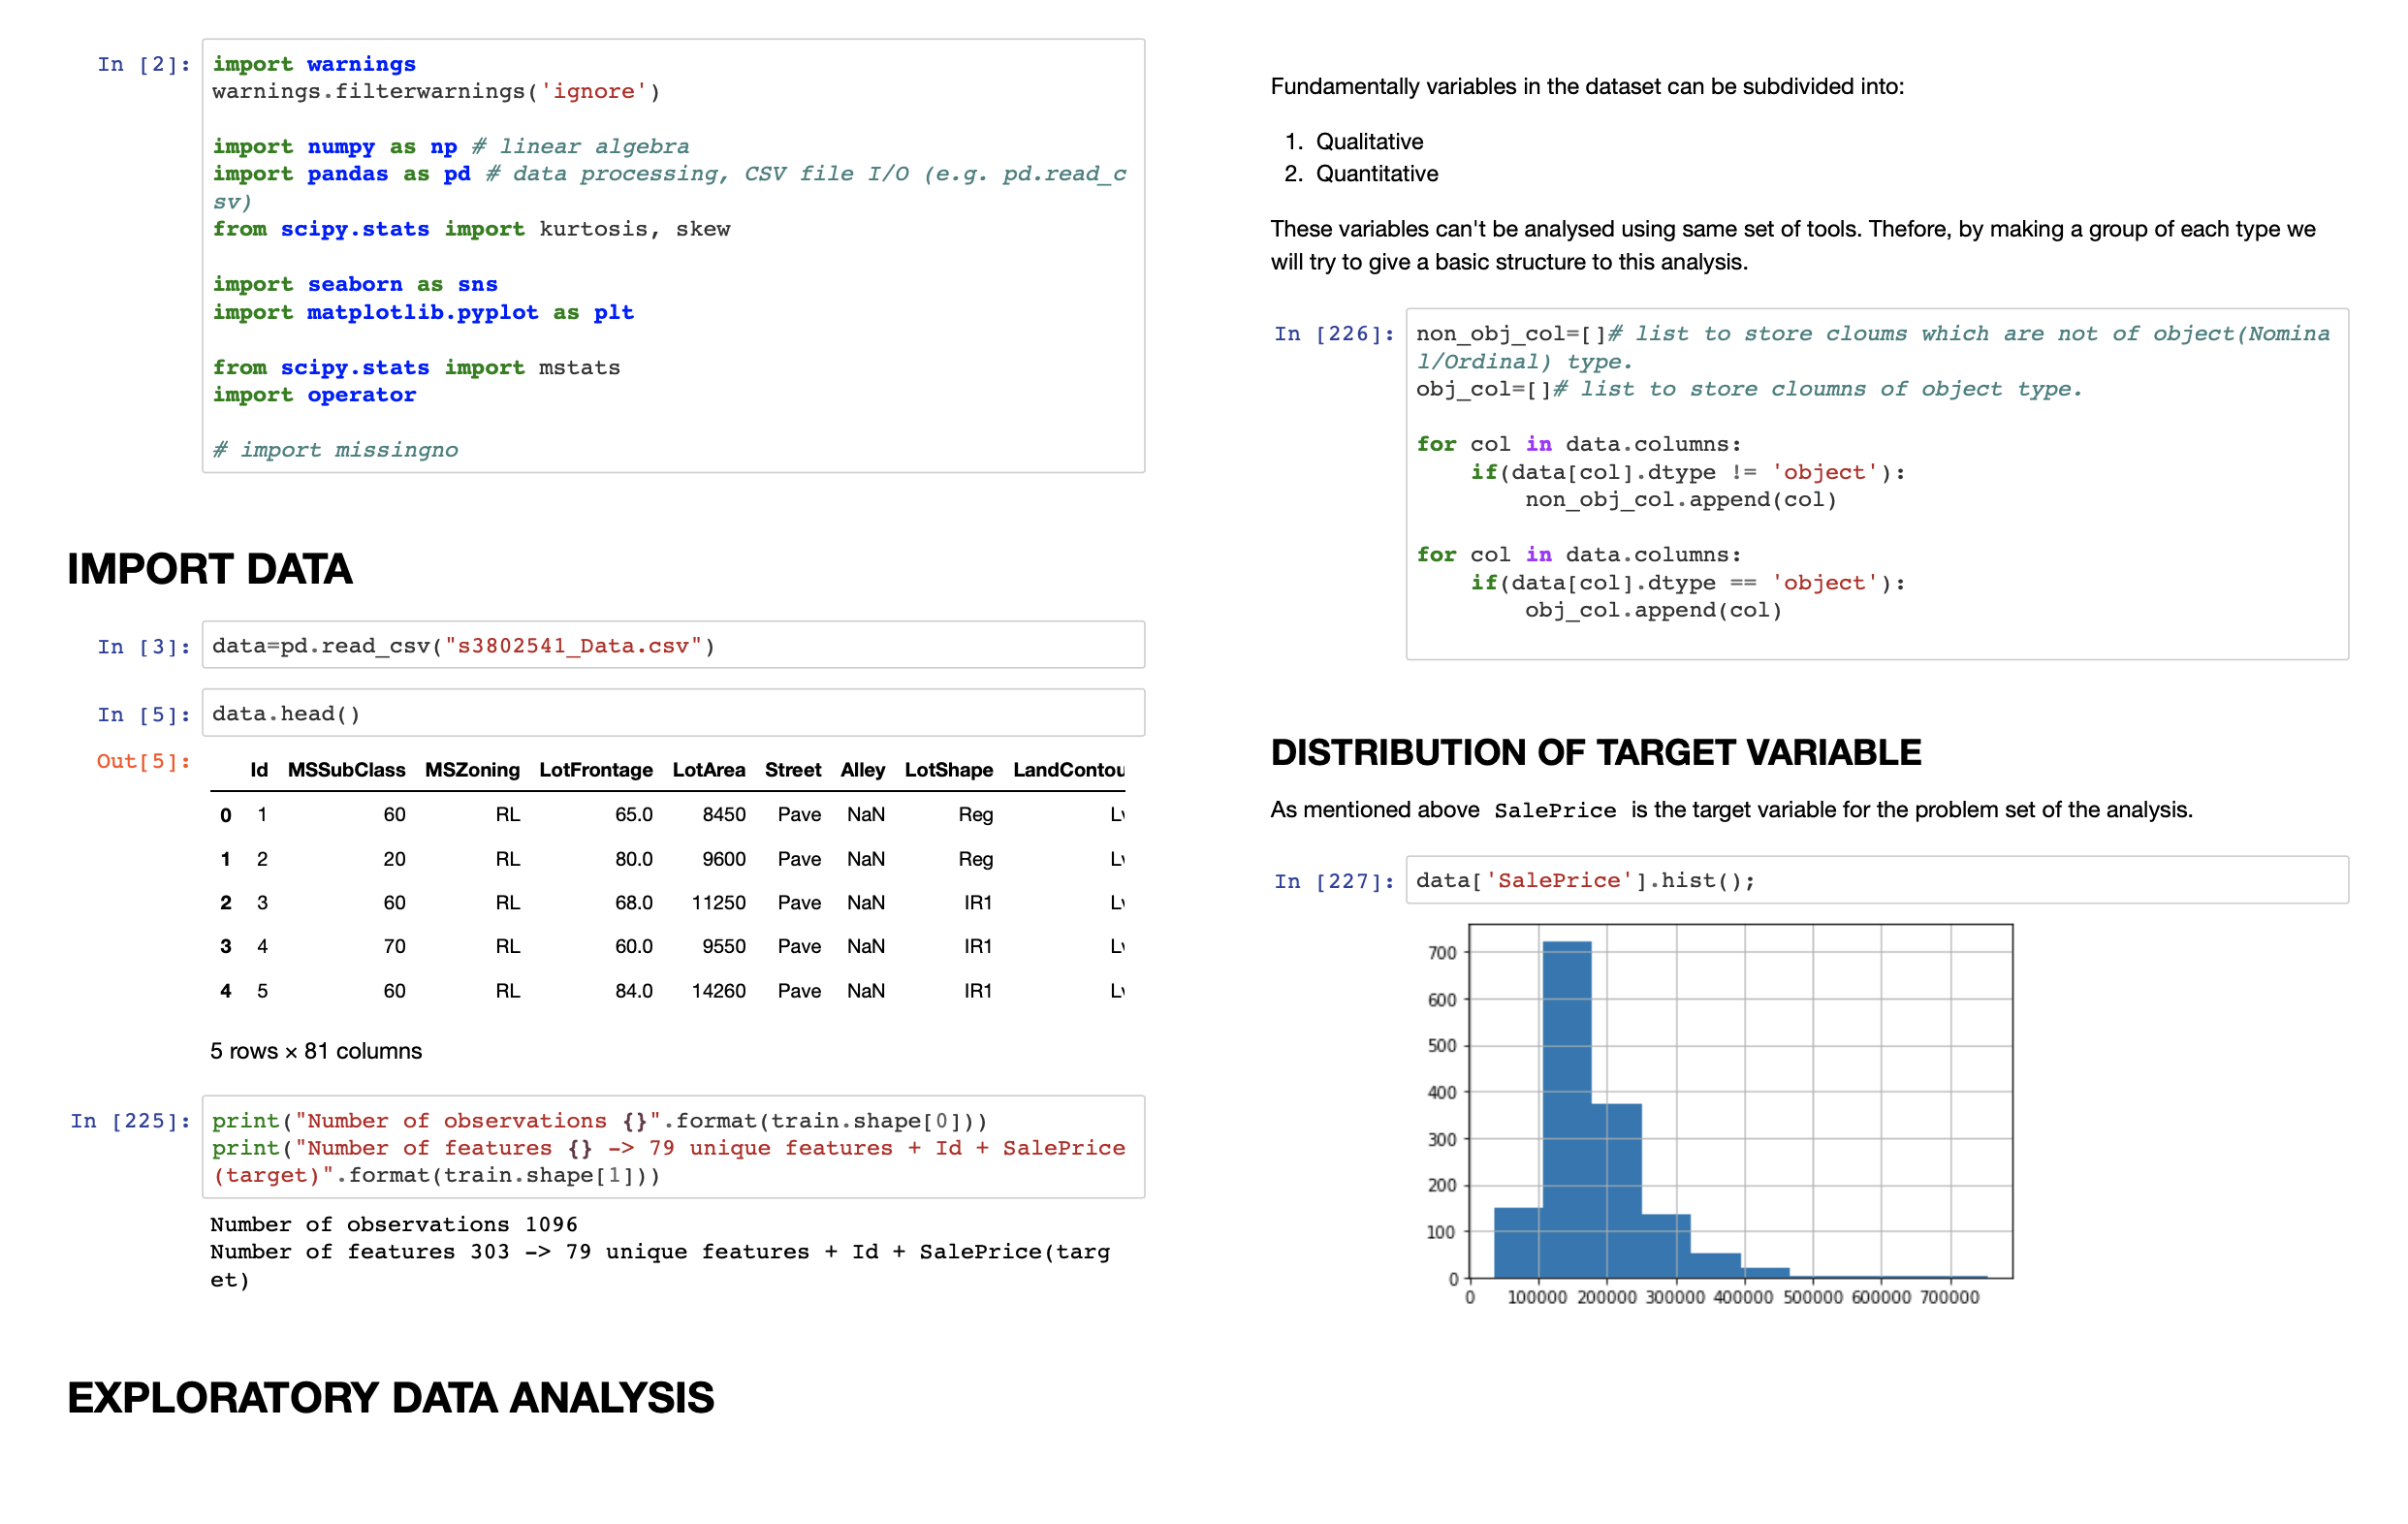 In [2]:
import warnings
warnings.filterwarnings('ignore')
import numpy as np # linear algebra
import pandas as pd # data processing, CSV file I/O (e.g. pd.read_c
sv)
from scipy.stats import kurtosis, skew
import seaborn as sns
import matplotlib.pyplot as plt
from scipy.stats import mstats
import operator
# import missingno
IMPORT DATA
In [3]: data=pd.read_csv("s3802541_Data.csv")
In [5]: data.head()
Out[5]:
Id MSSubClass MSZoning LotFrontage LotArea Street Alley LotShape LandContou
0 1 60 RL 65.0 8450 Pave NaN Reg Lv
1 2 20 RL 80.0 9600 Pave NaN Reg Lv
2 3 60 RL 68.0 11250 Pave NaN IR1 Lv
3 4 70 RL 60.0 9550 Pave NaN IR1 Lv
4 5 60 RL 84.0 14260 Pave NaN IR1 Lv
5 rows × 81 columns
In [225]: print("Number of observations {}".format(train.shape[0]))
print("Number of features {} -> 79 unique features + Id + SalePrice
(target)".format(train.shape[1]))
Number of observations 1096
Number of features 303 -> 79 unique features + Id + SalePrice(targ
et)
EXPLORATORY DATA ANALYSIS
Fundamentally variables in the dataset can be subdivided into:
1. Qualitative
2. Quantitative
These variables can't be analysed using same set of tools. Thefore, by making a group of each type we
will try to give a basic structure to this analysis.
In [226]: non_obj_col=[]# list to store cloums which are not of object(Nomina
l/Ordinal) type.
obj_col=[]# list to store cloumns of object type.
for col in data.columns:
if(data[col].dtype != 'object'):
non_obj_col.append(col)
for col in data.columns:
if(data[col].dtype == 'object'):
obj_col.append(col)
DISTRIBUTION OF TARGET VARIABLE
As mentioned above SalePrice is the target variable for the problem set of the analysis.
In [227]: data['SalePrice'].hist();
700
600
500
400
300
200
100
0
0 100000 200000 300000 400000 500000 600000 700000